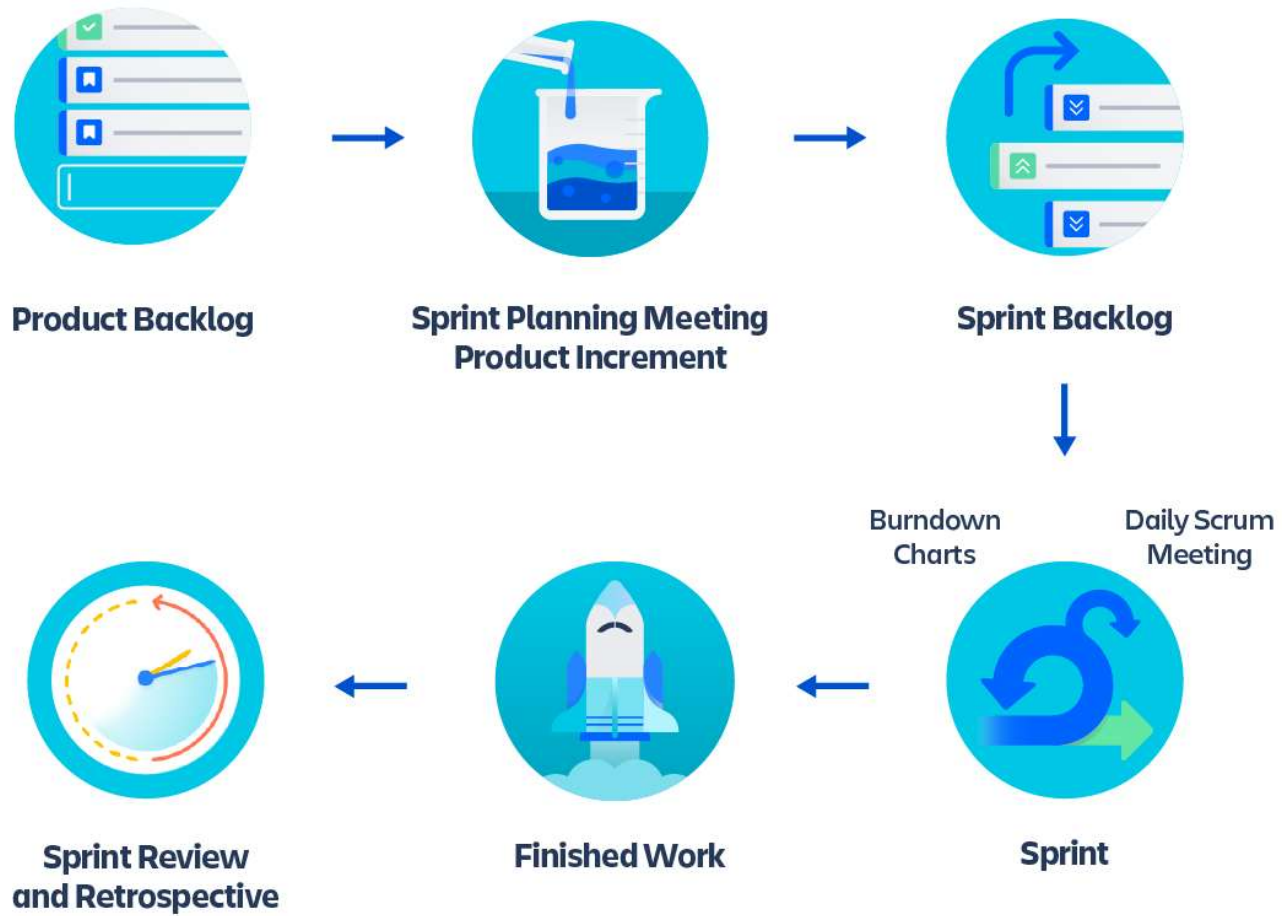 Product Backlog
Sprint Planning Meeting
Product Increment
Sprint Backlog
Burndown
Charts
Daily Scrum
Meeting
Sprint
Finished Work
Sprint Review
and Retrospective